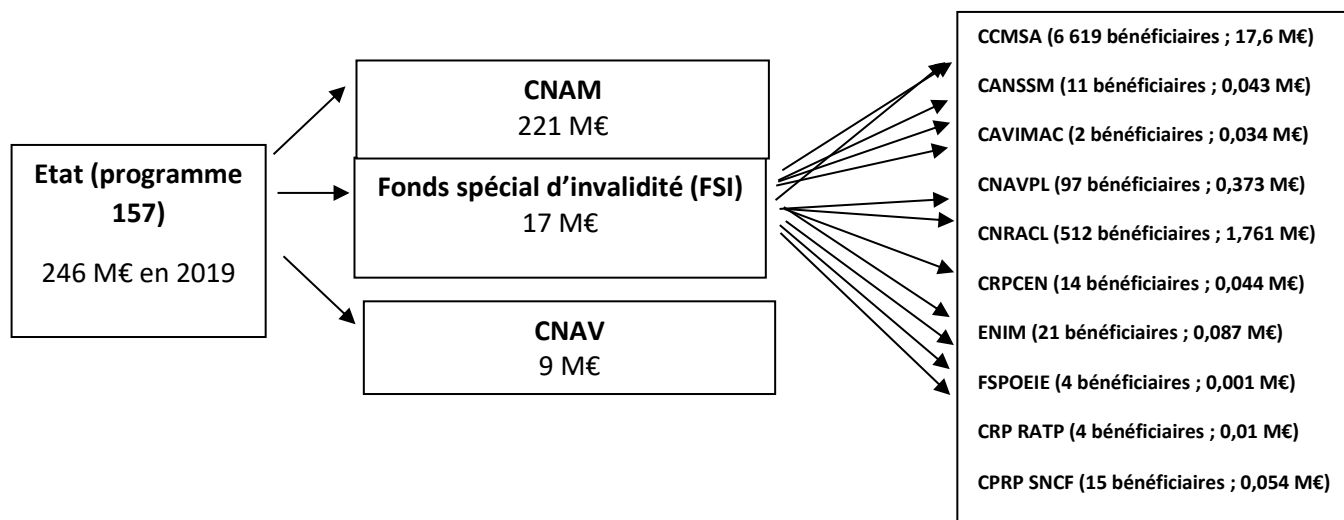 Etat (programme
157)
246 M€ en 2019
CNAM
221 M€
Fonds spécial d’invalidité (FSI)
17 M€
CNAV
9 M€
CCMSA (6 619 bénéficiaires ; 17,6 M€)
CANSSM (11 bénéficiaires ; 0,043 M€)
CAVIMAC (2 bénéficiaires ; 0,034 M€)
CNAVPL (97 bénéficiaires ; 0,373 M€)
CNRACL (512 bénéficiaires ; 1,761 M€)
CRPCEN (14 bénéficiaires ; 0,044 M€)
ENIM (21 bénéficiaires ; 0,087 M€)
FSPOEIE (4 bénéficiaires ; 0,001 M€)
CRP RATP (4 bénéficiaires ; 0,01 M€)
CPRP SNCF (15 bénéficiaires ; 0,054 M€)